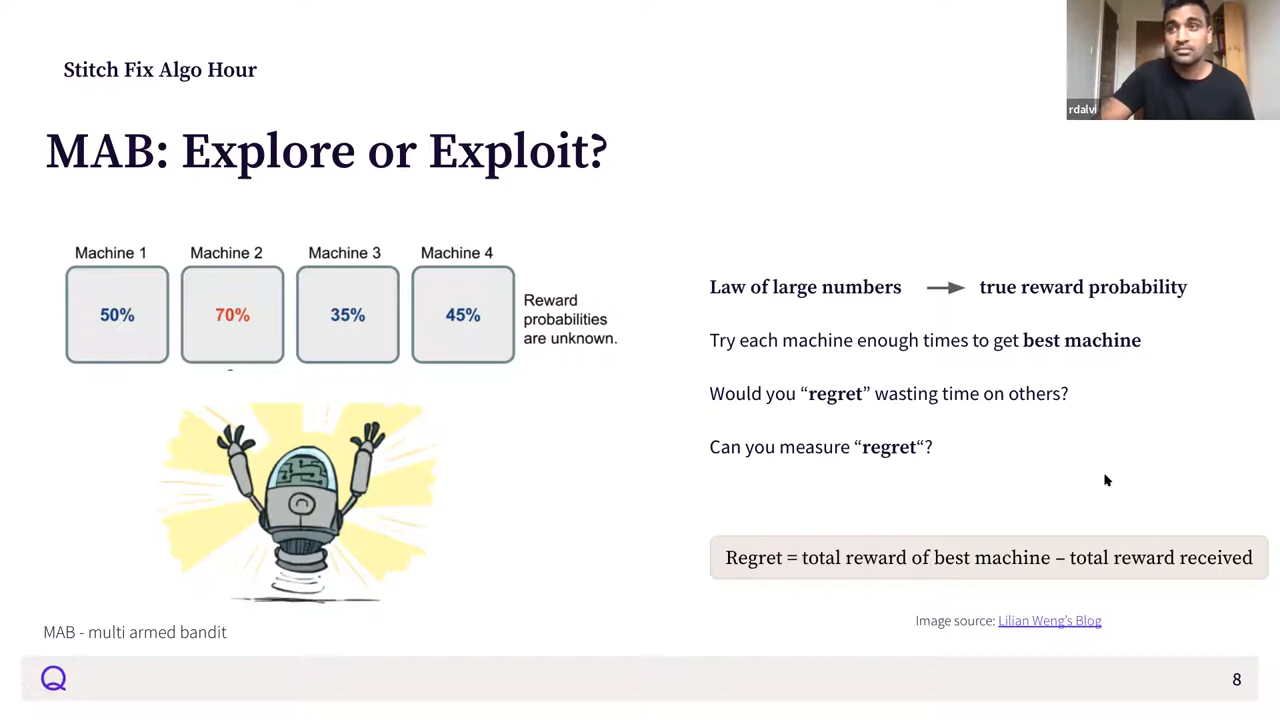 Stitch Fix Algo Hour
rdalvi
MAB: Explore or Exploit?
Machine 1 Machine 2 Machine 3 Machine 4
50% 70% 35% 45%
Reward
probabilities
are unknown.
Law of large numbers → true reward probability
Try each machine enough times to get best machine
Would you “regret” wasting time on others?
Can you measure “regret“?
Regret = total reward of best machine – total reward received
Image source: Lilian Weng's Blog
MAB - multi armed bandit
8